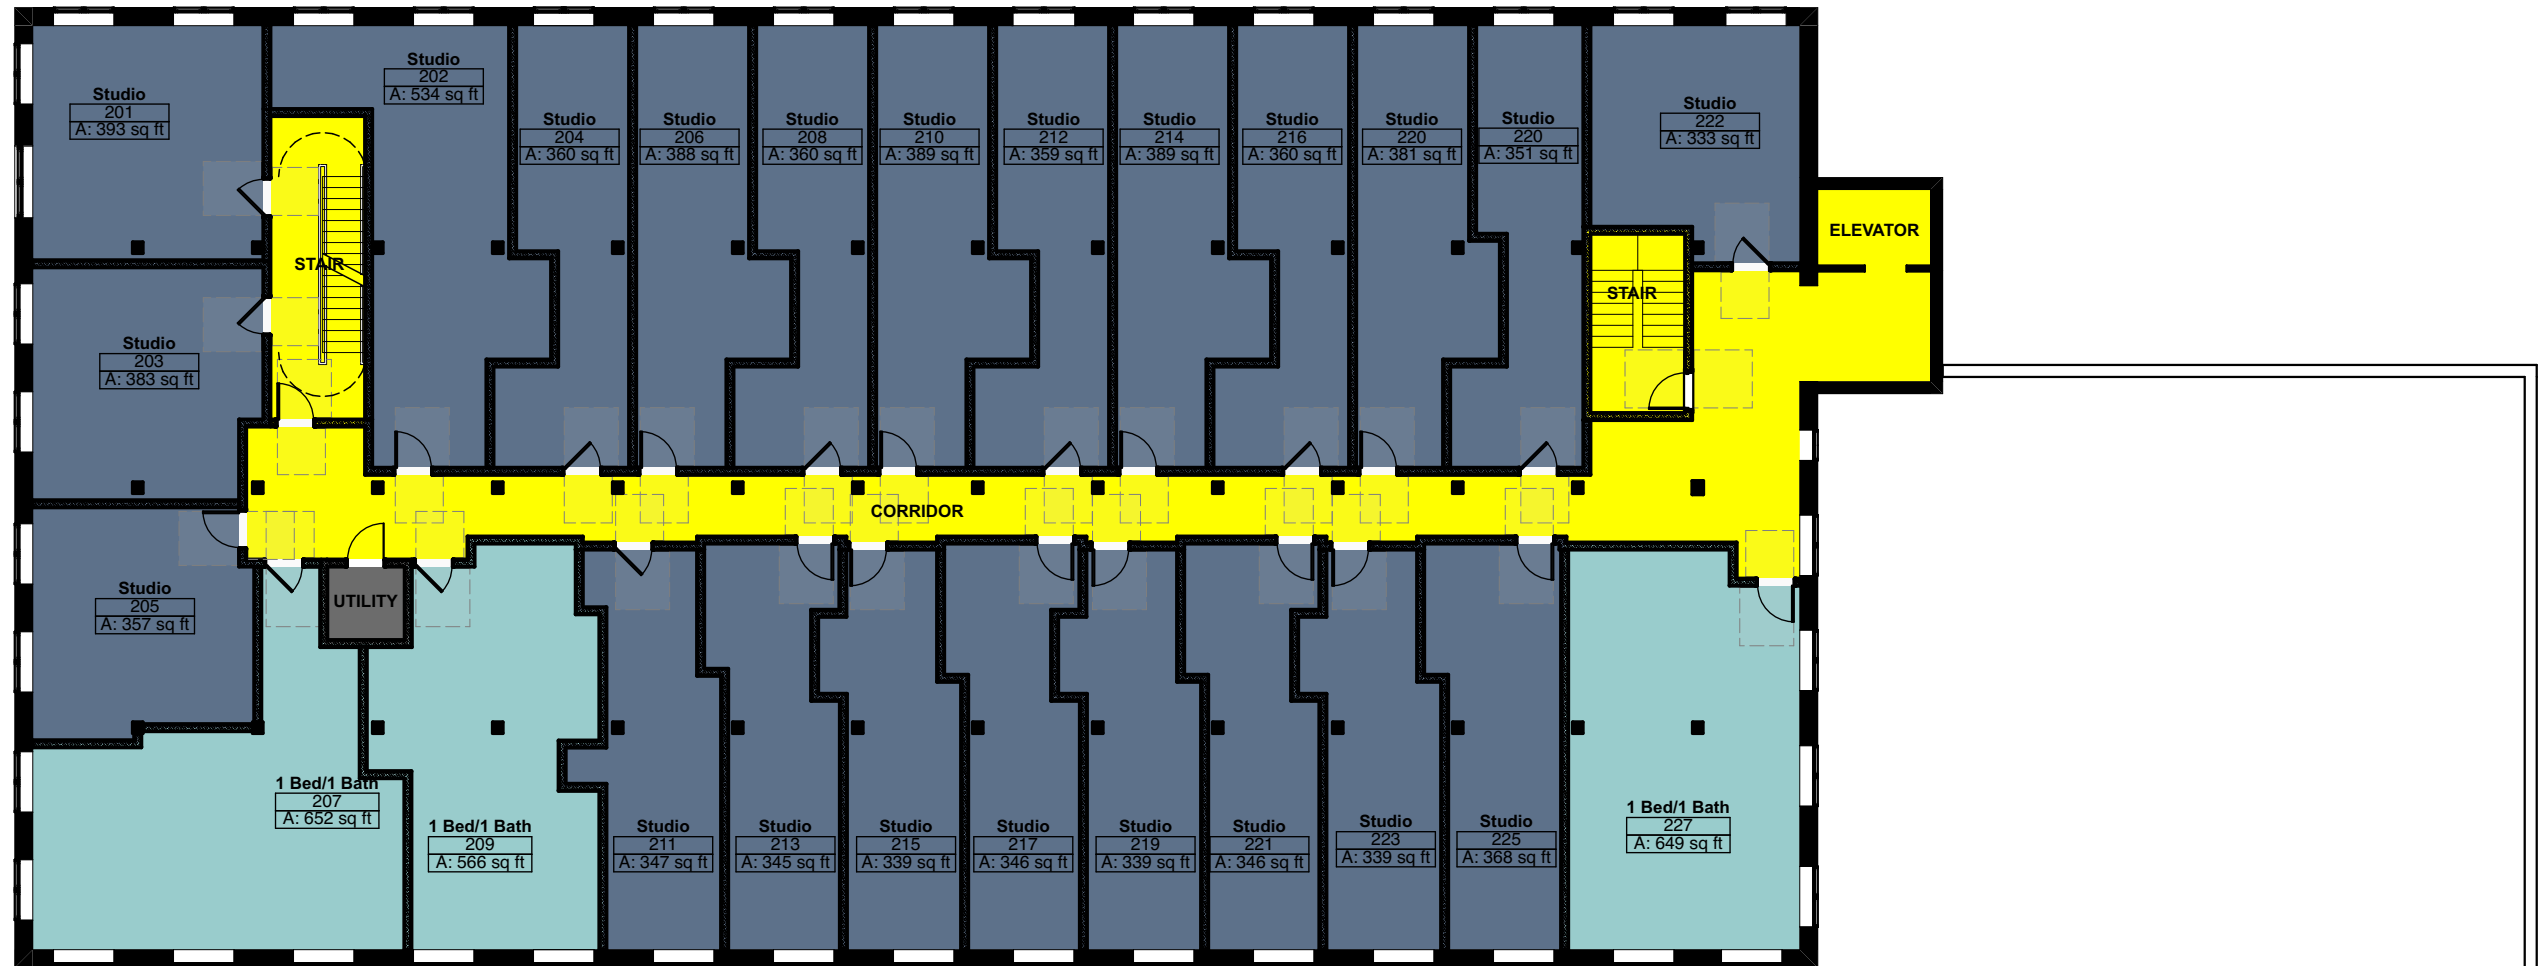 Studio
201
A: 393 sq ft
Studio
202
A: 534 sq ft
Studio
204
A: 360 sq ft
Studio
206
A: 388 sq ft
Studio
208
A: 360 sq ft
Studio
210
A: 389 sq ft
Studio
212
A: 359 sq ft
Studio
214
A: 389 sq ft
Studio
216
A: 360 sq ft
Studio
220
A: 381 sq ft
Studio
220
A: 351 sq ft
Studio
222
A: 333 sq ft
ELEVATOR
STAIR
STAIR
Studio
203
A: 383 sq ft
CORRIDOR
Studio
205
A: 357 sq ft
UTILITY
1 Bed/1 Bath
207
A: 652 sq ft
1 Bed/1 Bath
209
A: 566 sq ft
Studio
211
A: 347 sq ft
Studio
213
A: 345 sq ft
Studio
215
A: 339 sq ft
Studio
217
A: 346 sq ft
Studio
219
A: 339 sq ft
Studio
221
A: 346 sq ft
Studio
223
A: 339 sq ft
Studio
225
A: 368 sq ft
1 Bed/1 Bath
227
A: 649 sq ft